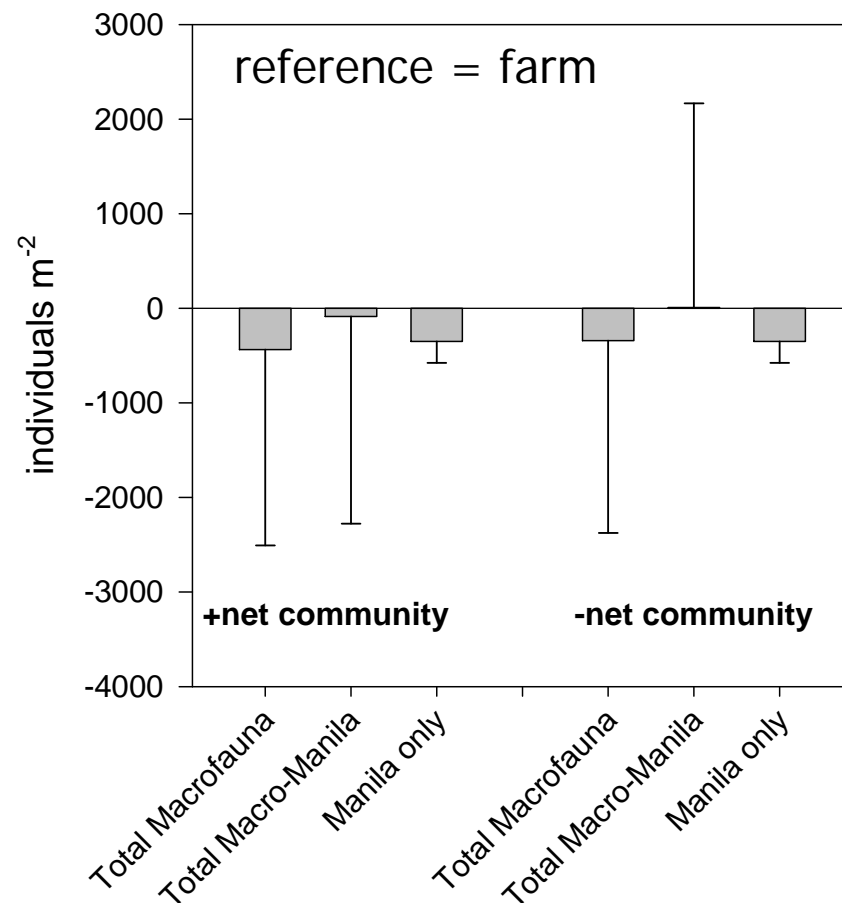 reference = farm
individuals m-2
3000
2000
1000
0
-1000
-2000
-3000
-4000
+net community
-net community
Total Macrofauna
Total Macro-Manila
Manila only
Total Macrofauna
Total Macro-Manila
Manila only